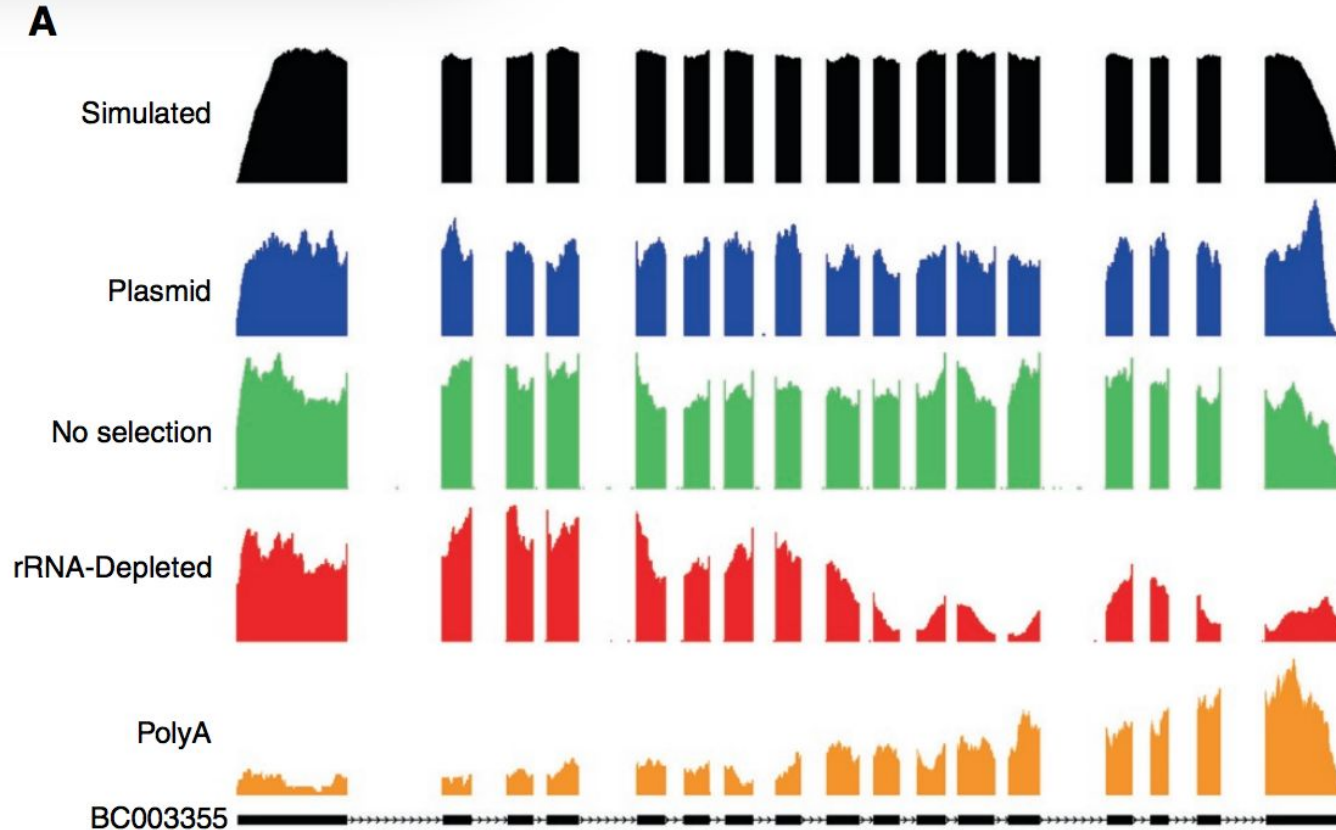 A
Simulated
Plasmid
No selection
rRNA-Depleted
PolyA
BC003355